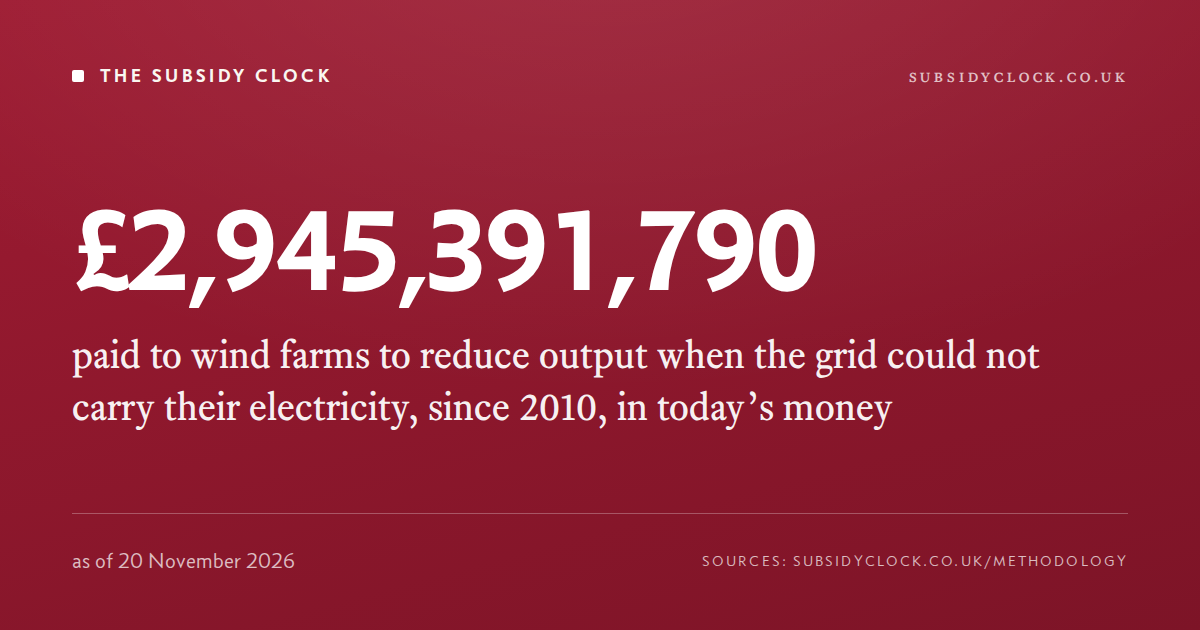 THE SUBSIDY CLOCK
SUBSIDYCLOCK.CO.UK
£2,945,391,790
paid to wind farms to reduce output when the grid could not
carry their electricity, since 2010, in today’s money
as of 20 November 2026
SOURCES: SUBSIDYCLOCK.CO.UK/METHODOLOGY